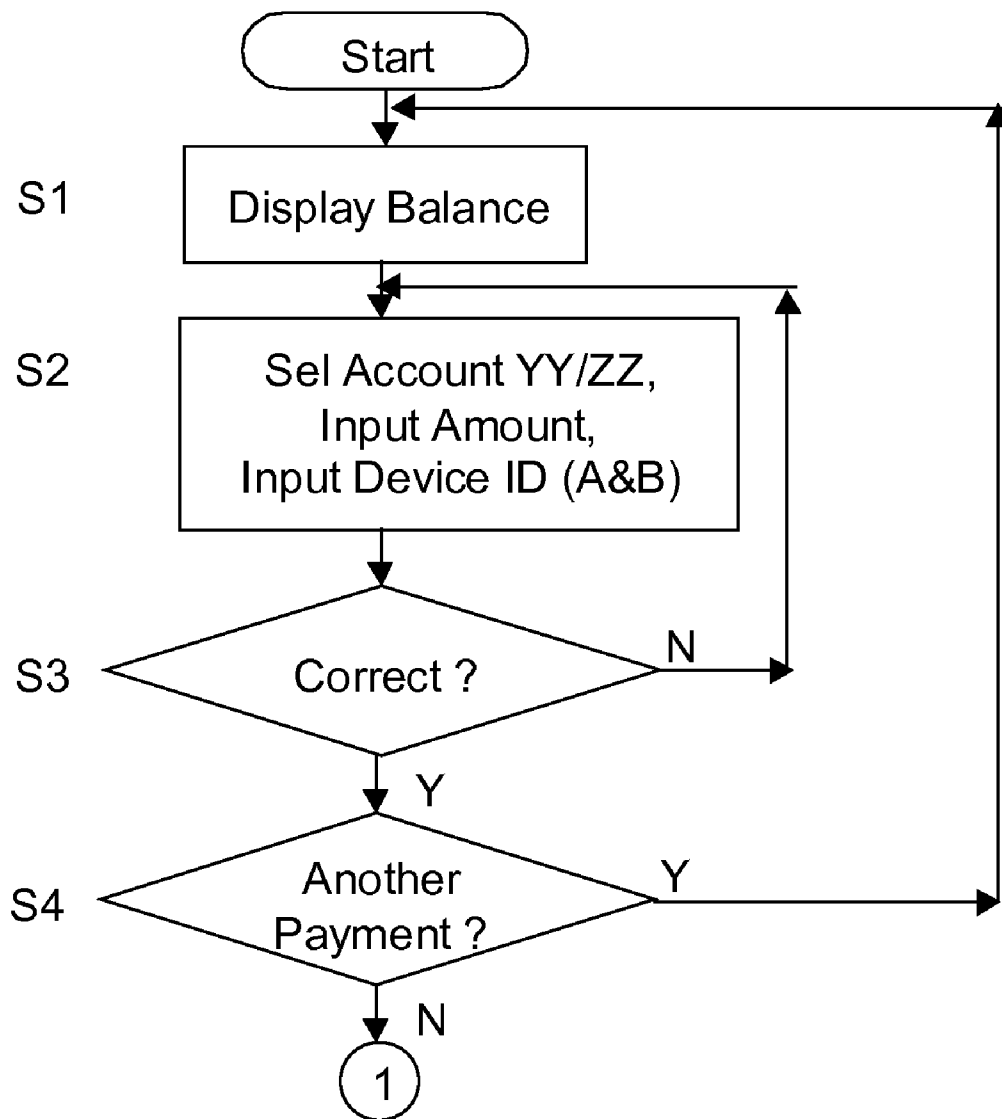 Start
S1
Display Balance
S2
Sel Account YY/ZZ,
Input Amount,
Input Device ID (A&B)
S3
Correct ?
N
Y
S4
Another
Payment ?
Y
N
1